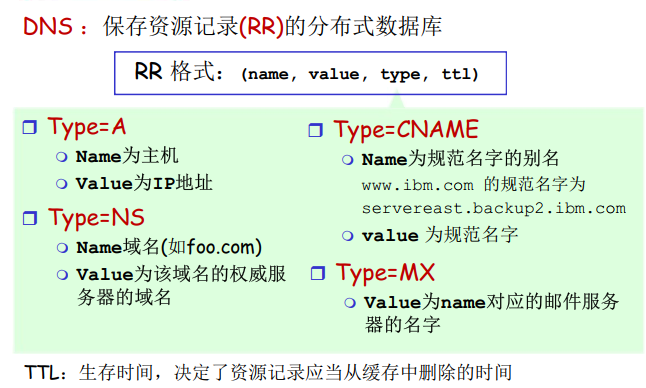 DNS ：保存资源记录(RR)的分布式数据库
RR 格式：(name, value, type, ttl)
Type=A
Name为主机
Value为IP地址
Type=NS
Name域名(如foo.com)
Value为该域名的权威服
务器的域名
Type=CNAME
Name为规范名字的别名
www.ibm.com 的规范名字为
servereast.backup2.ibm.com
value 为规范名字
Type=MX
Value为name对应的邮件服务
器的名字
TTL：生存时间，决定了资源记录应当从缓存中删除的时间